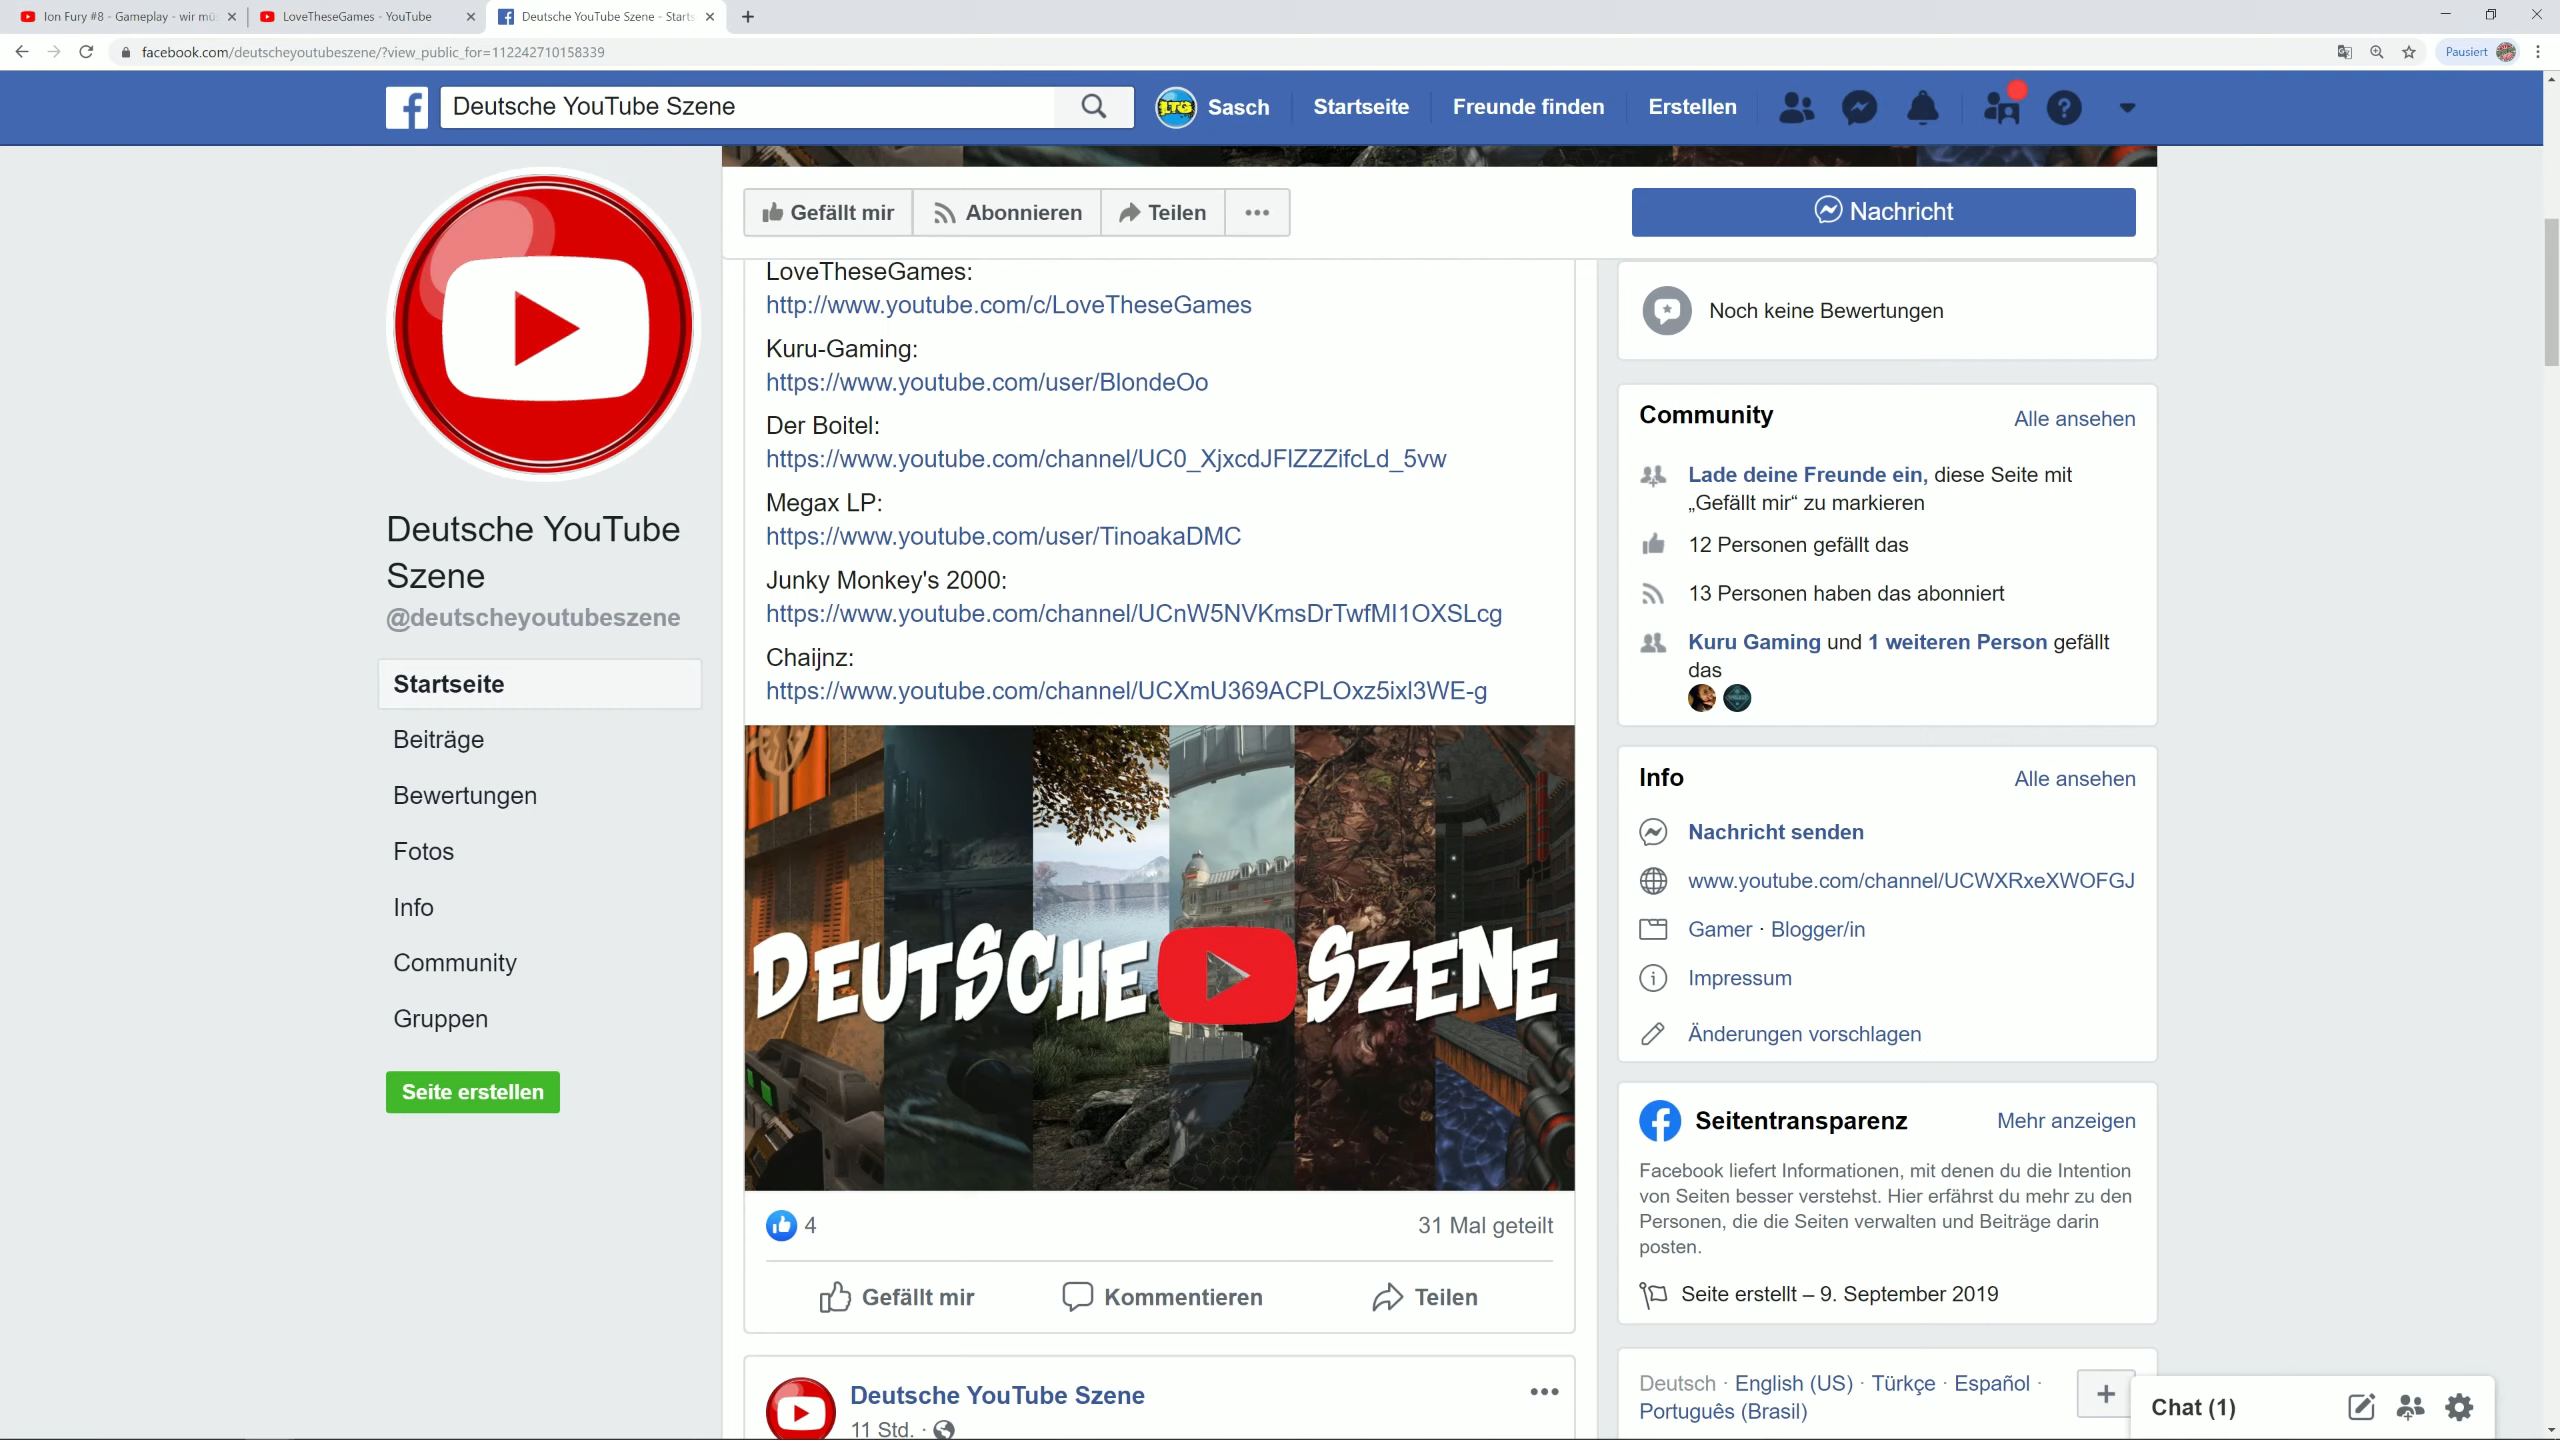 Ion Fury #8 - Gameplay - wir mü
LoveTheseGames - YouTube
Deutsche YouTube Szene - Starts
facebook.com/deutscheyoutubeszene/?view_public_for=112242710158339
Pausiert
Deutsche YouTube Szene
LTG
Sasch
Startseite
Freunde finden
Erstellen
Gefällt mir
Abonnieren
Teilen
Nachricht
Deutsche YouTube
Szene
@deutscheyoutubeszene
Startseite
Beiträge
Bewertungen
Fotos
Info
Community
Gruppen
Seite erstellen
LoveTheseGames:
http://www.youtube.com/c/LoveTheseGames
Kuru-Gaming:
https://www.youtube.com/user/BlondeOo
Der Boitel:
https://www.youtube.com/channel/UC0_XjxcdJFlZZZifcLd_5vw
Megax LP:
https://www.youtube.com/user/TinoakaDMC
Junky Monkey's 2000:
https://www.youtube.com/channel/UCnW5NVKmsDrTwfMI1OXSLcg
Chaijnz:
https://www.youtube.com/channel/UCXmU369ACPLOxz5ixl3WE-g
DEUTSCHE SZENE
4
31 Mal geteilt
Gefällt mir
Kommentieren
Teilen
Deutsche YouTube Szene
11 Std. ·
Noch keine Bewertungen
Community
Alle ansehen
Lade deine Freunde ein, diese Seite mit
„Gefällt mir“ zu markieren
12 Personen gefällt das
13 Personen haben das abonniert
Kuru Gaming und 1 weiteren Person gefällt
das
Info
Alle ansehen
Nachricht senden
www.youtube.com/channel/UCWXRxeXWOFGJ
Gamer · Blogger/in
Impressum
Änderungen vorschlagen
Seitentransparenz
Mehr anzeigen
Facebook liefert Informationen, mit denen du die Intention
von Seiten besser verstehst. Hier erfährst du mehr zu den
Personen, die die Seiten verwalten und Beiträge darin
posten.
Seite erstellt – 9. September 2019
Deutsch · English (US) · Türkçe · Español ·
Português (Brasil)
Chat (1)